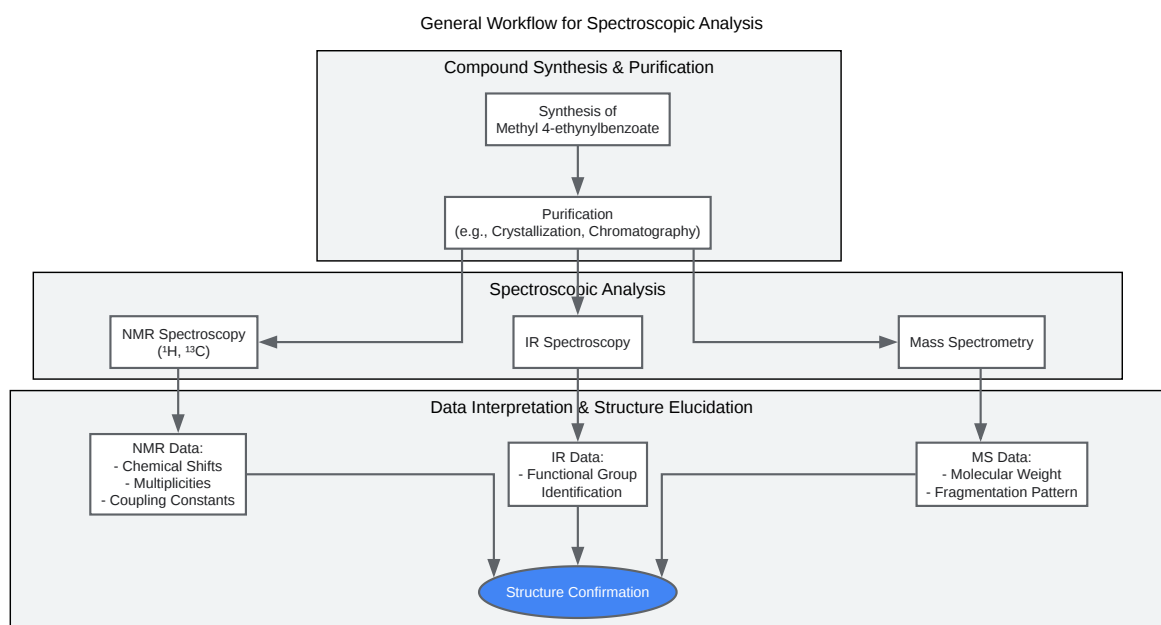 General Workflow for Spectroscopic Analysis
Compound Synthesis & Purification
Synthesis of
Methyl 4-ethynylbenzoate
Purification
(e.g., Crystallization, Chromatography)
Spectroscopic Analysis
NMR Spectroscopy
(¹H, ¹³C)
IR Spectroscopy
Mass Spectrometry
Data Interpretation & Structure Elucidation
NMR Data:
- Chemical Shifts
- Multiplicities
- Coupling Constants
IR Data:
- Functional Group
Identification
MS Data:
- Molecular Weight
- Fragmentation Pattern
Structure Confirmation